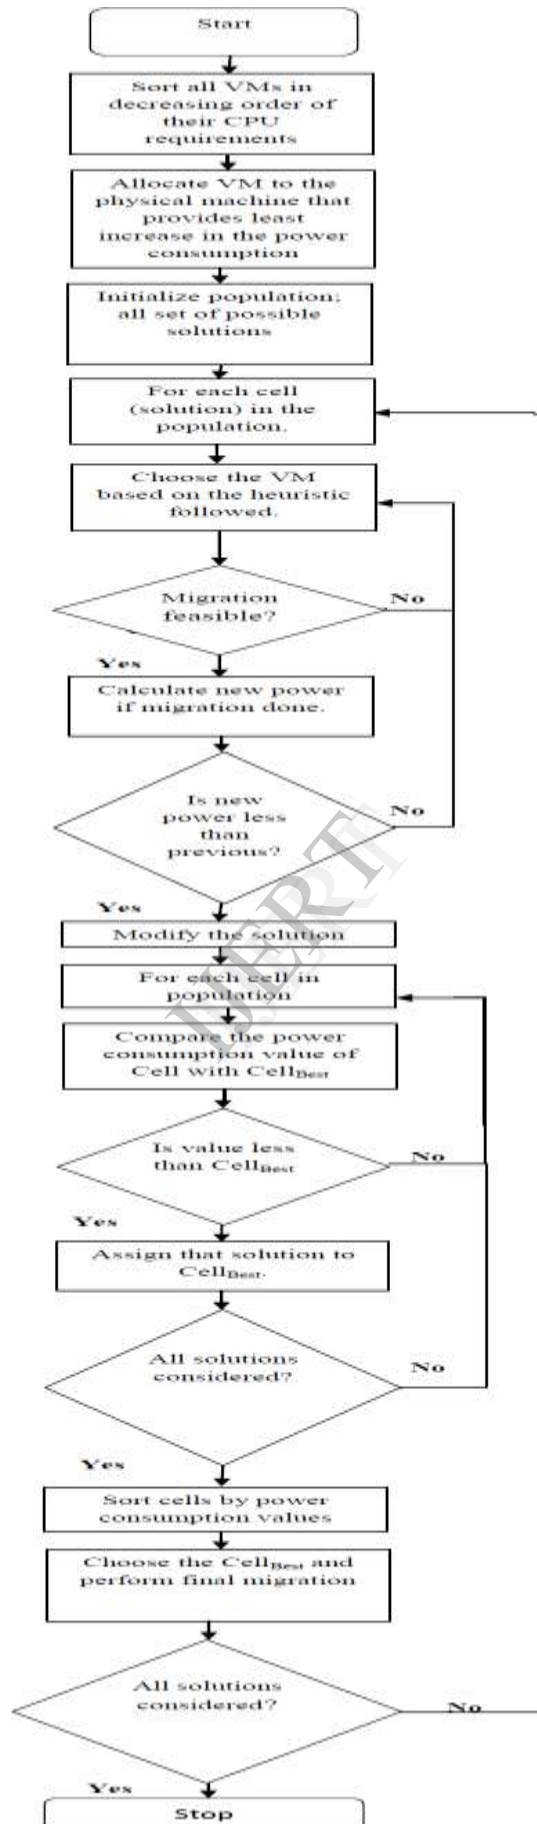 Start
Sort all VMs in
decreasing order of
their CPU
requirements
Allocate VM to the
physical machine that
provides least
increase in the power
consumption
Initialize population;
all set of possible
solutions
For each cell
(solution) in the
population.
Choose the VM
based on the heuristic
followed.
Migration
feasible?
No
Yes
Calculate new power
if migration done.
Is new
power less
than
previous?
No
Yes
Modify the solution
For each cell in
population
Compare the power
consumption value of
Cell with CellBest
Is value less
than CellBest
No
Yes
Assign that solution to
CellBest.
All solutions
considered?
No
Yes
Sort cells by power
consumption values
Choose the CellBest and
perform final migration
All solutions
considered?
No
Yes
Stop
IJERT